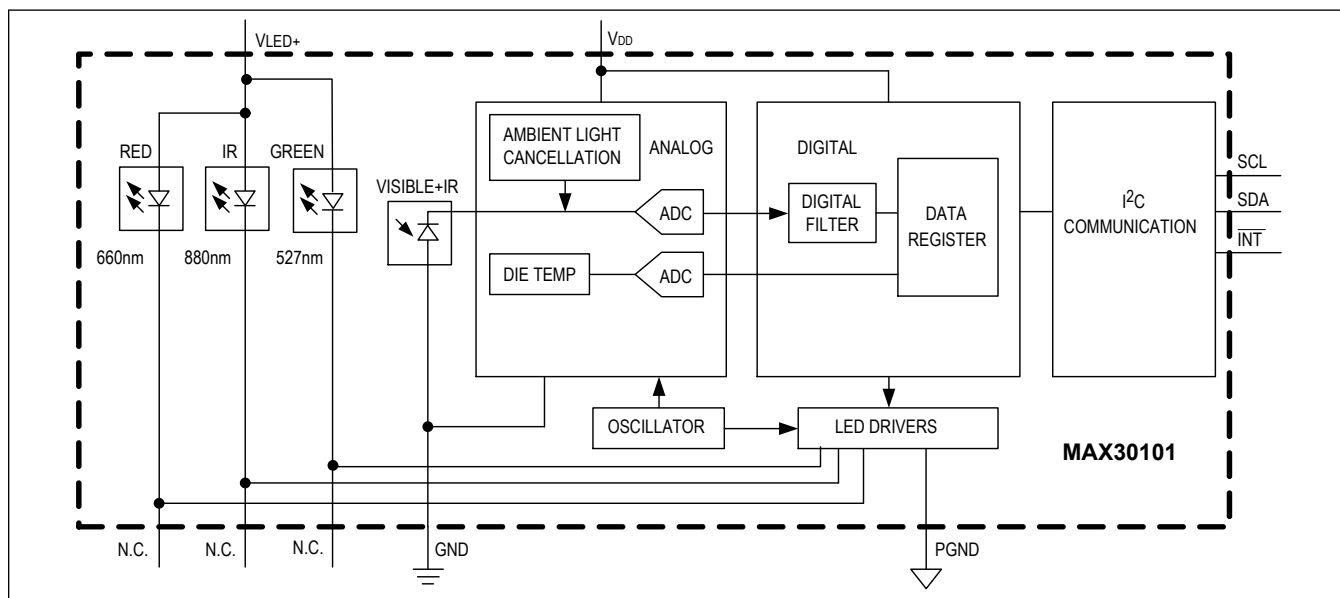 VLED+
VDD
AMBIENT LIGHT
CANCELLATION
ANALOG
DIGITAL
RED
IR
GREEN
VISIBLE+IR
ADC
DIGITAL
FILTER
DATA
REGISTER
I2C
COMMUNICATION
SCL
SDA
INT
660nm
880nm
527nm
DIE TEMP
ADC
OSCILLATOR
LED DRIVERS
MAX30101
N.C.
N.C.
N.C.
GND
PGND